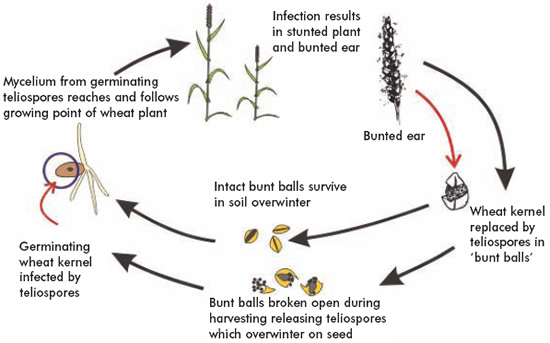 Infection results
in stunted plant
and bunted ear
Mycelium from germinating
teliospores reaches and follows
growing point of wheat plant
Bunted ear
Intact bunt balls survive
in soil overwinter
Wheat kernel
replaced by
teliospores in
‘bunt balls’
Germinating
wheat kernel
infected by
teliospores
Bunt balls broken open during
harvesting releasing teliospores
which overwinter on seed